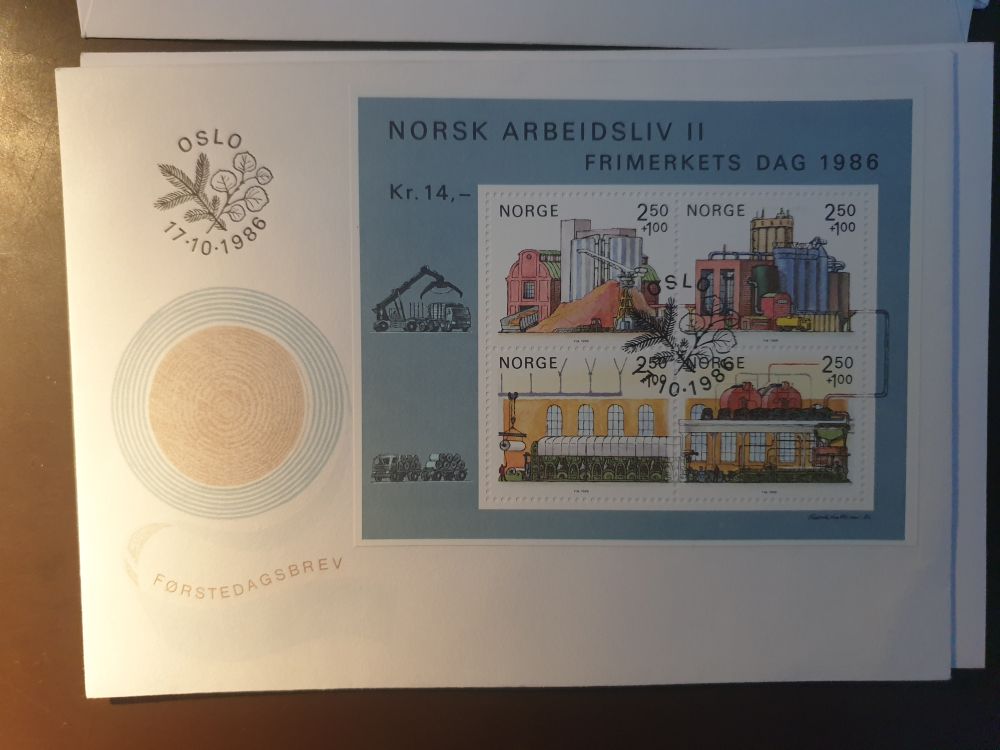 OSLO
17·10·1986
NORSK ARBEIDSLIV II
FRIMERKETS DAG 1986
Kr. 14,–
NORGE 2 50
+1 00
NORGE 2 50
+1 00
OSLO
17·10·1986
NORGE 2 50
+1 00
NORGE 2 50
+1 00
FØRSTEDAGSBREV